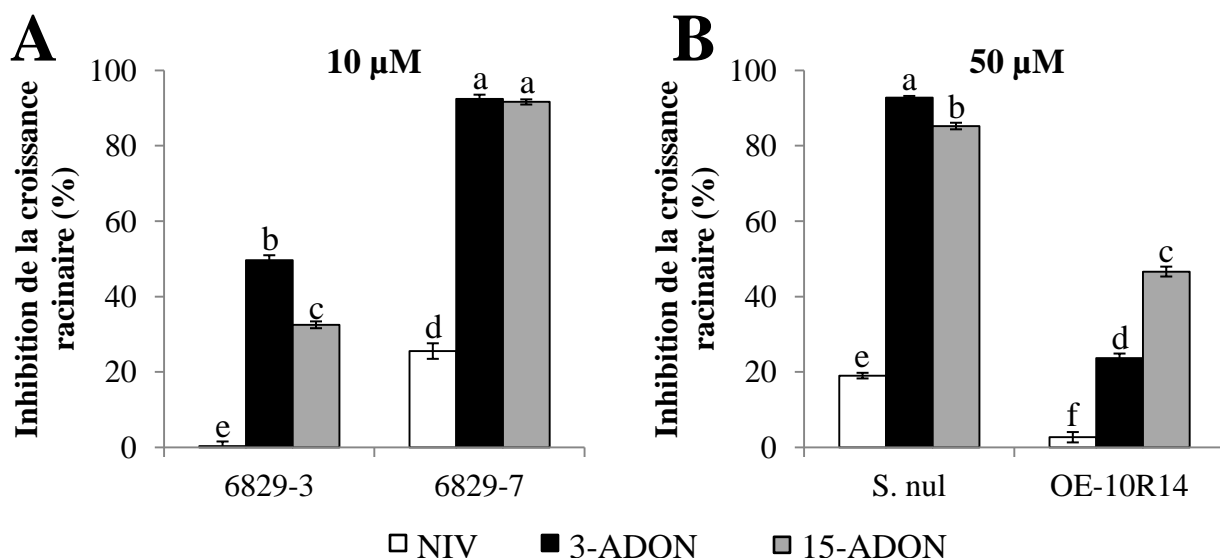 A
10 µM
Inhibition de la croissance
racinaire (%)
100
80
60
40
20
0
e
b
c
d
a
a
6829-3
6829-7
B
50 µM
Inhibition de la croissance
racinaire (%)
100
80
60
40
20
0
e
a
b
f
d
c
S. nul
OE-10R14
NIV
3-ADON
15-ADON